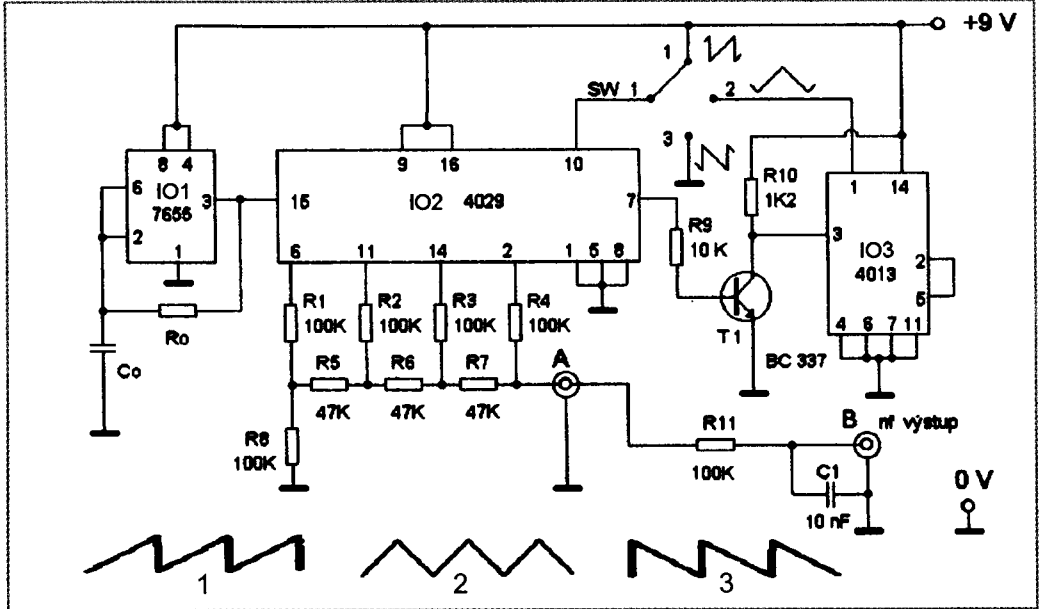 +9 V
1
SW 1
2
3
8 4
6
IO1
3
7555
2
1
9
16
10
15
IO2
4029
7
6
11
14
2
1
5
8
R9
10 K
R10
1K2
1
14
3
IO3
4013
2
5
4
6
7
11
T1
BC 337
R1
100K
R2
100K
R3
100K
R4
100K
Ro
Co
R5
47K
R6
47K
R7
47K
A
R8
100K
R11
100K
B
nf výstup
C1
10 nF
0 V
1
2
3